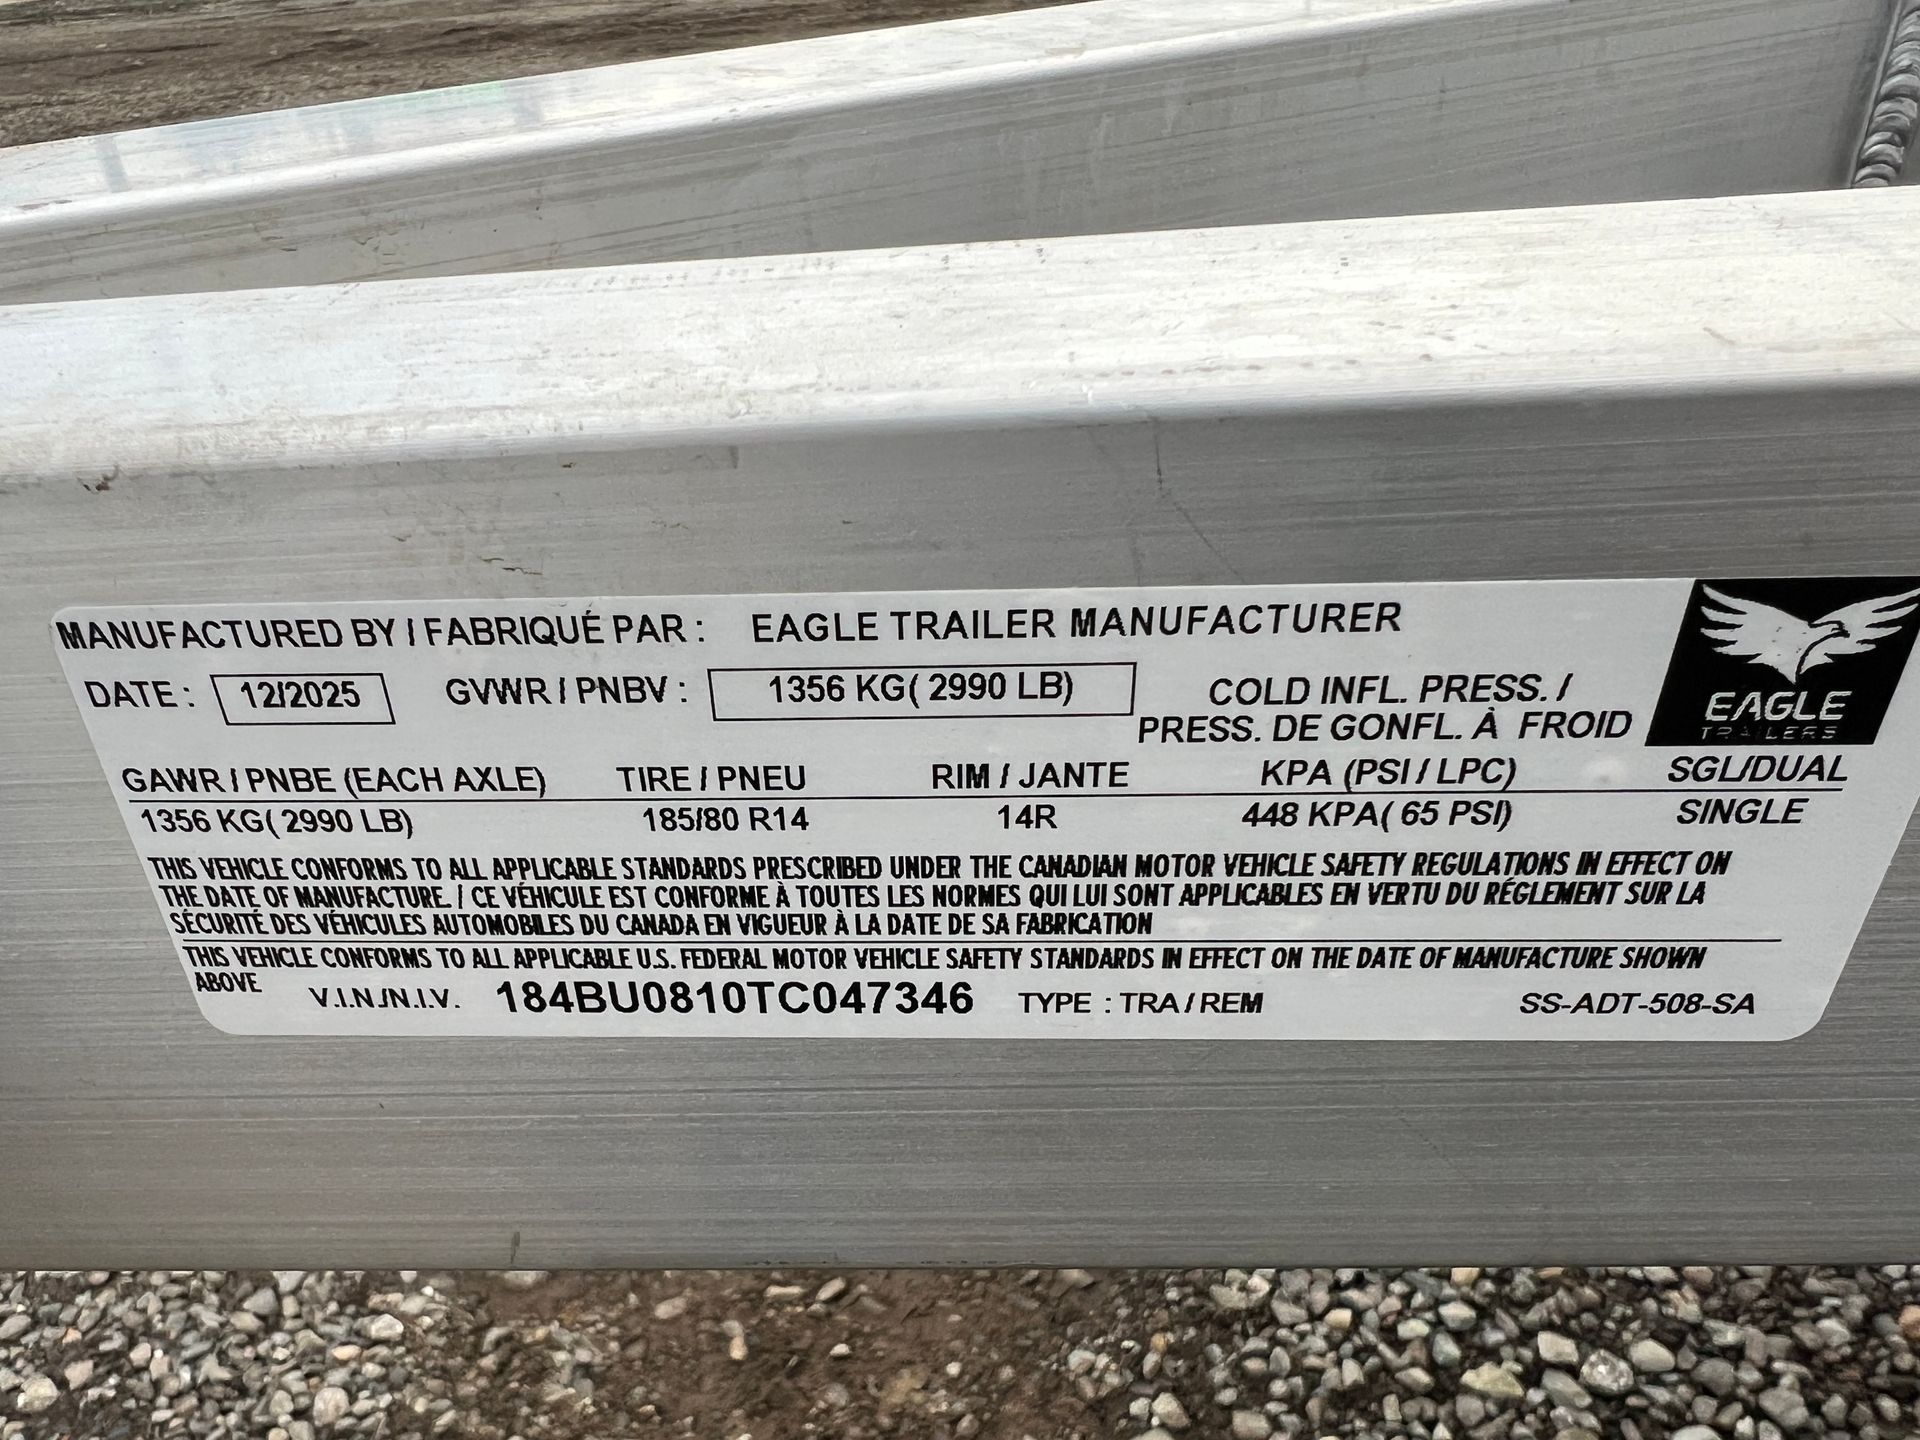 MANUFACTURED BY / FABRIQUÉ PAR : EAGLE TRAILER MANUFACTURER
DATE : 12/2025 GVWR / PNBV : 1356 KG( 2990 LB) COLD INFL. PRESS. /
PRESS. DE GONFL. À FROID
EAGLE
TRAILERS
GAWR / PNBE (EACH AXLE) TIRE / PNEU RIM / JANTE KPA (PSI / LPC) SGL/DUAL
1356 KG( 2990 LB) 185/80 R14 14R 448 KPA( 65 PSI) SINGLE
THIS VEHICLE CONFORMS TO ALL APPLICABLE STANDARDS PRESCRIBED UNDER THE CANADIAN MOTOR VEHICLE SAFETY REGULATIONS IN EFFECT ON
THE DATE OF MANUFACTURE. / CE VÉHICULE EST CONFORME À TOUTES LES NORMES QUI LUI SONT APPLICABLES EN VERTU DU RÉGLEMENT SUR LA
SÉCURITÉ DES VÉHICULES AUTOMOBILES DU CANADA EN VIGUEUR À LA DATE DE SA FABRICATION
THIS VEHICLE CONFORMS TO ALL APPLICABLE U.S. FEDERAL MOTOR VEHICLE SAFETY STANDARDS IN EFFECT ON THE DATE OF MANUFACTURE SHOWN
ABOVE V.I.N./N.I.V. 184BU0810TC047346 TYPE : TRA / REM SS-ADT-508-SA